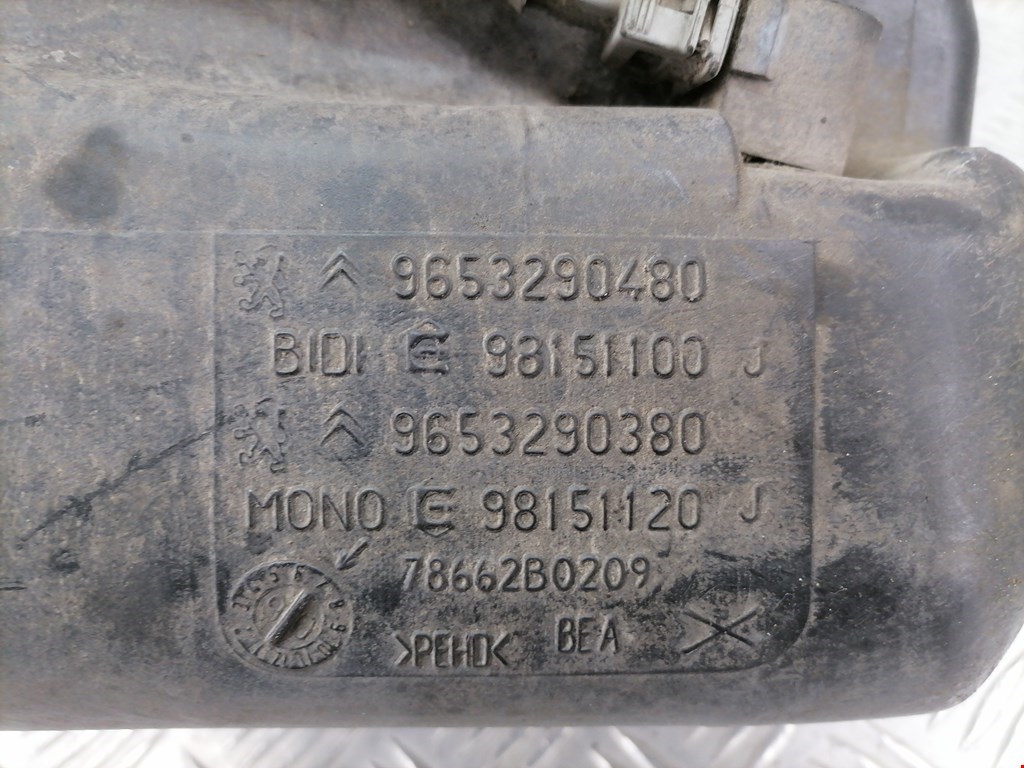 9653290480
BIDI 98151100 J
9653290380
MONO 98151120 J
78662B0209
>PEHD< BEA